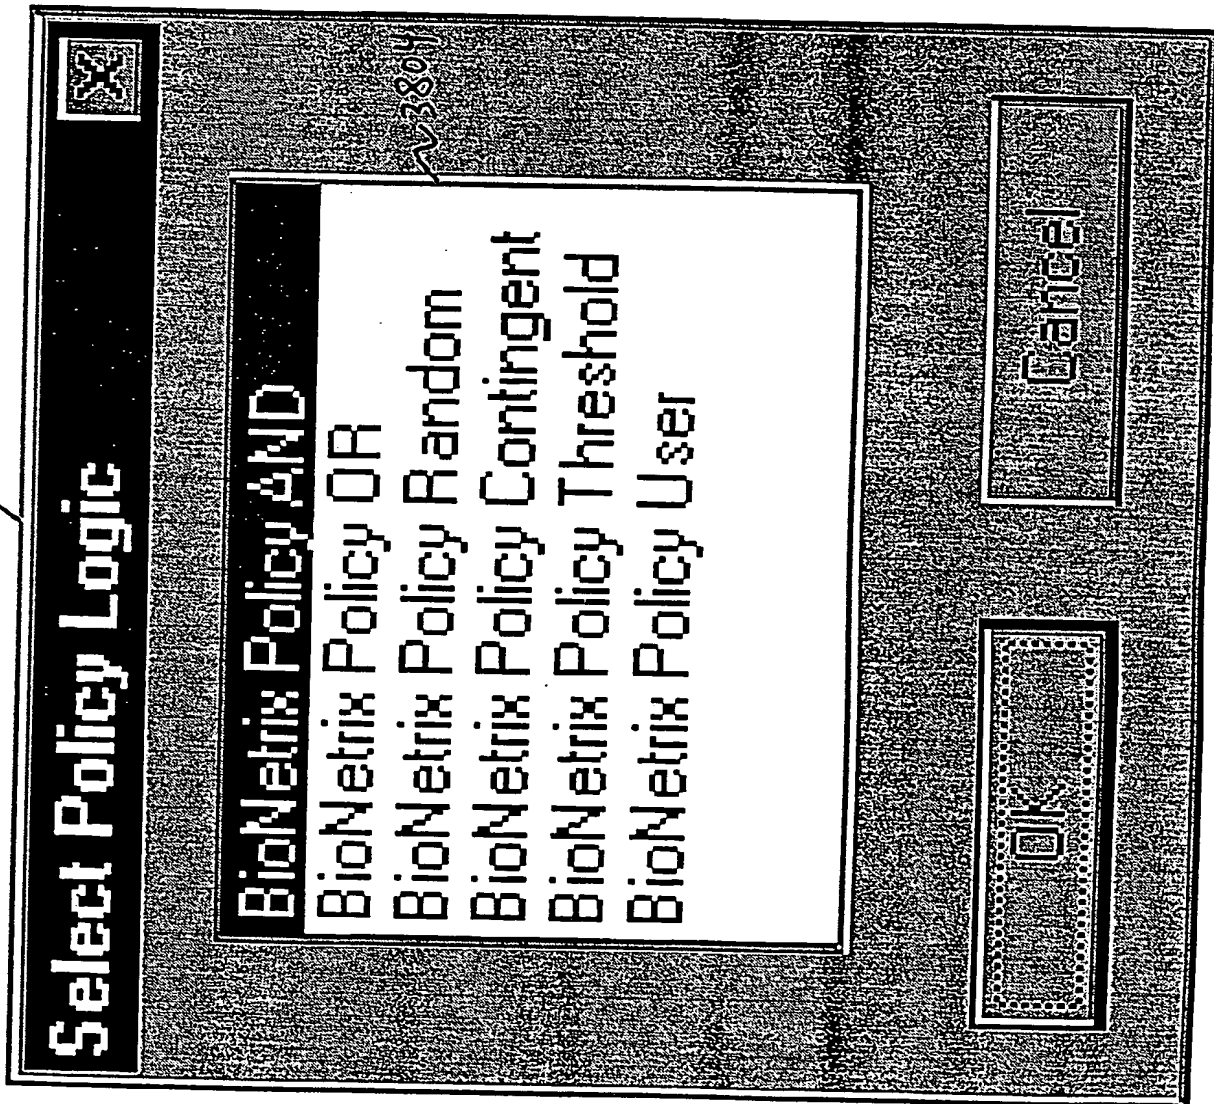 Select Policy Logic
3804
BioNetrix Policy AND
BioNetrix Policy OR
BioNetrix Policy Random
BioNetrix Policy Contingent
BioNetrix Policy Threshold
BioNetrix Policy User
OK
Cancel